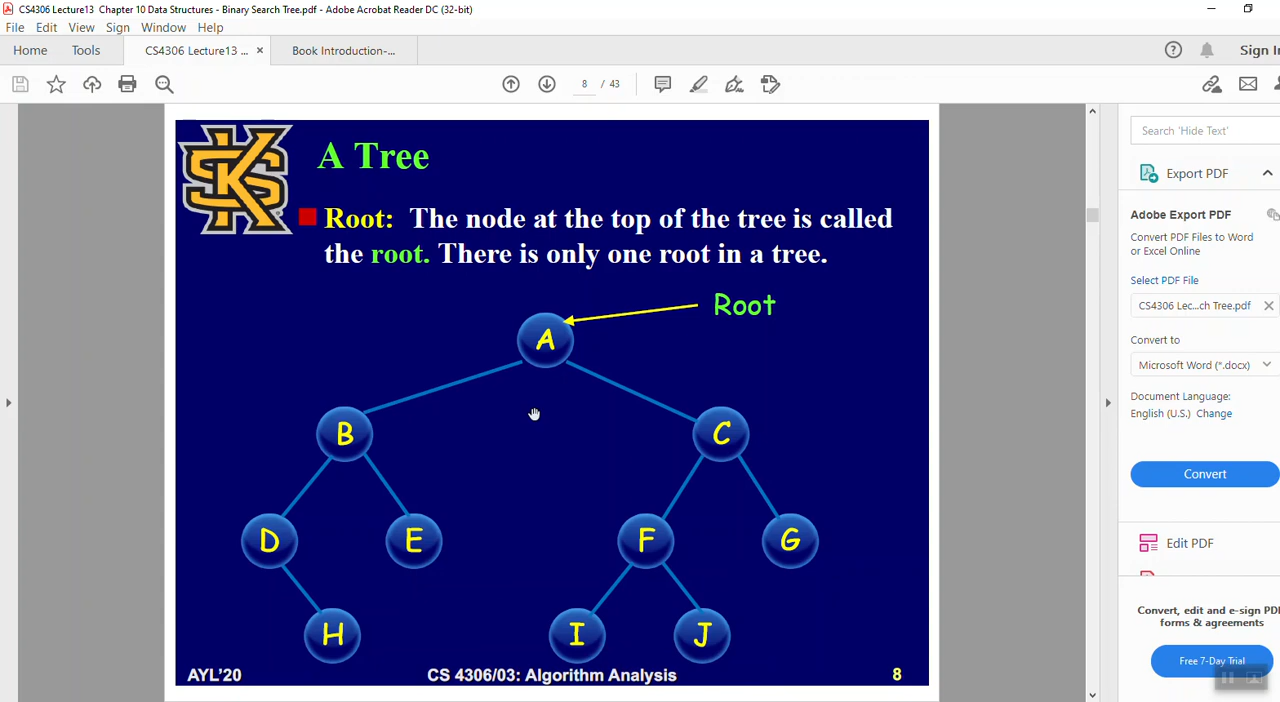 CS4306 Lecture13  Chapter 10 Data Structures - Binary Search Tree.pdf - Adobe Acrobat Reader DC (32-bit)
File Edit View Sign Window Help
Home Tools CS4306 Lecture13 ... × Book Introduction-... Sign In
8 / 43
Search 'Hide Text'
Export PDF
Adobe Export PDF
Convert PDF Files to Word
or Excel Online
Select PDF File
CS4306 Lec...ch Tree.pdf
Convert to
Microsoft Word (*.docx)
Document Language:
English (U.S.) Change
Convert
Edit PDF
Convert, edit and e-sign PDF
forms & agreements
Free 7-Day Trial
KS
A Tree
Root: The node at the top of the tree is called
the root. There is only one root in a tree.
Root
A
B C
D E F G
H I J
AYL'20 CS 4306/03: Algorithm Analysis 8